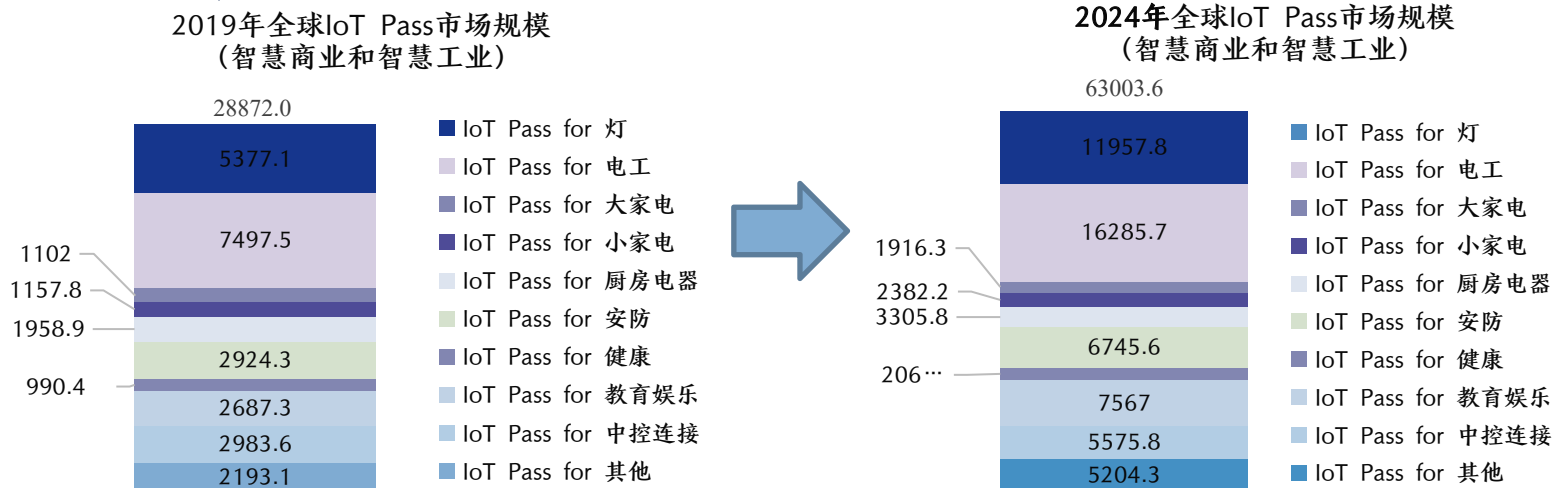 2019年全球IoT Pass市场规模
（智慧商业和智慧工业）
28872.0
5377.1
7497.5
1102
1157.8
1958.9
2924.3
990.4
2687.3
2983.6
2193.1
IoT Pass for 灯
IoT Pass for 电工
IoT Pass for 大家电
IoT Pass for 小家电
IoT Pass for 厨房电器
IoT Pass for 安防
IoT Pass for 健康
IoT Pass for 教育娱乐
IoT Pass for 中控连接
IoT Pass for 其他
2024年全球IoT Pass市场规模
（智慧商业和智慧工业）
63003.6
11957.8
16285.7
1916.3
2382.2
3305.8
6745.6
206…
7567
5575.8
5204.3
IoT Pass for 灯
IoT Pass for 电工
IoT Pass for 大家电
IoT Pass for 小家电
IoT Pass for 厨房电器
IoT Pass for 安防
IoT Pass for 健康
IoT Pass for 教育娱乐
IoT Pass for 中控连接
IoT Pass for 其他